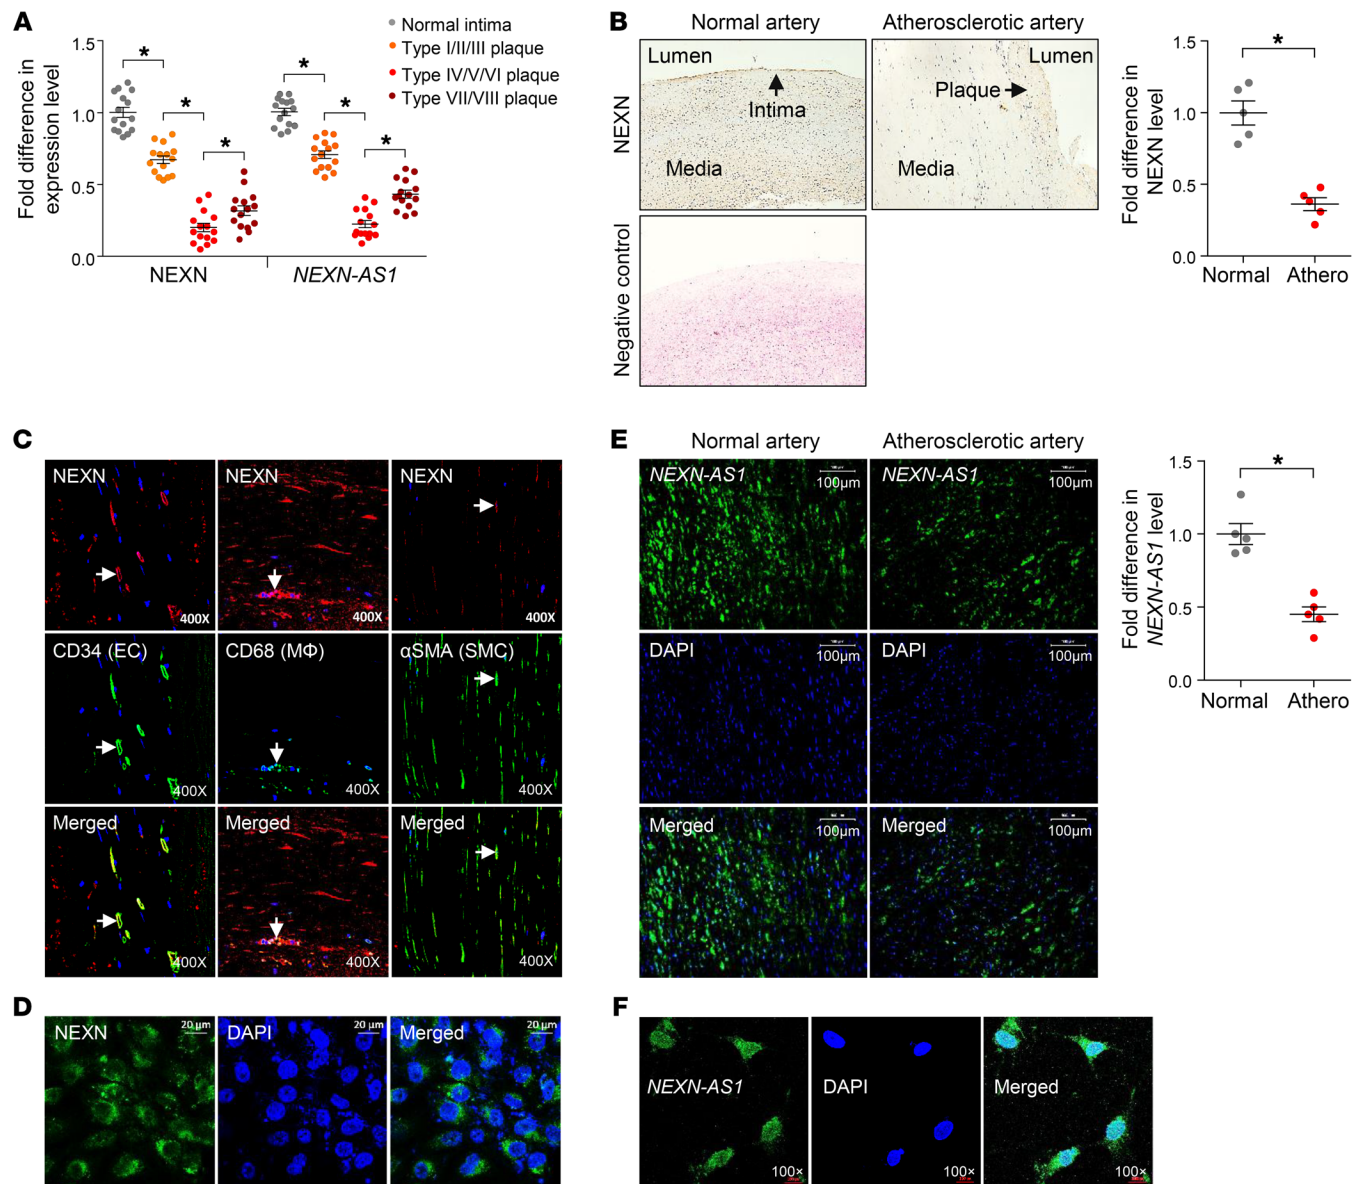 A
Fold difference in
expression level
1.5
1.0
0.5
0.0
* * * * * *
NEXN
NEXN-AS1
Normal intima
Type I/II/III plaque
Type IV/V/VI plaque
Type VII/VIII plaque
B
Normal artery
Atherosclerotic artery
NEXN
Lumen
Intima
Media
Lumen
Plaque
Media
Negative control
Fold difference in
NEXN level
1.5
1.0
0.5
0.0
*
Normal
Athero
C
NEXN
400X
NEXN
400X
NEXN
400X
CD34 (EC)
400X
CD68 (MΦ)
400X
αSMA (SMC)
400X
Merged
400X
Merged
400X
Merged
400X
D
NEXN
20 µm
DAPI
20 µm
Merged
20 µm
E
Normal artery
Atherosclerotic artery
NEXN-AS1
100µm
NEXN-AS1
100µm
DAPI
100µm
DAPI
100µm
Merged
100µm
Merged
100µm
Fold difference in
NEXN-AS1 level
1.5
1.0
0.5
0
*
Normal
Athero
F
NEXN-AS1
100×
DAPI
100×
Merged
100×